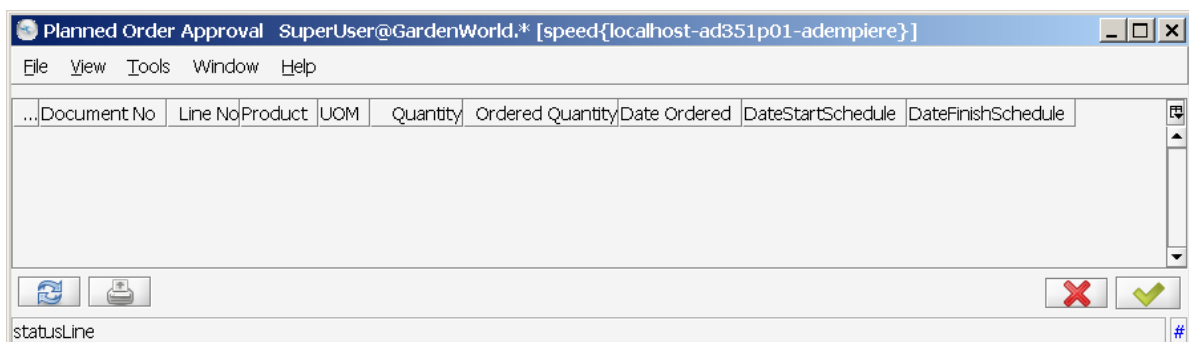 Planned Order Approval SuperUser@GardenWorld.* [speed{localhost-ad351p01-adempiere}]
File View Tools Window Help
... Document No Line No Product UOM Quantity Ordered Quantity Date Ordered DateStartSchedule DateFinishSchedule
statusLine #